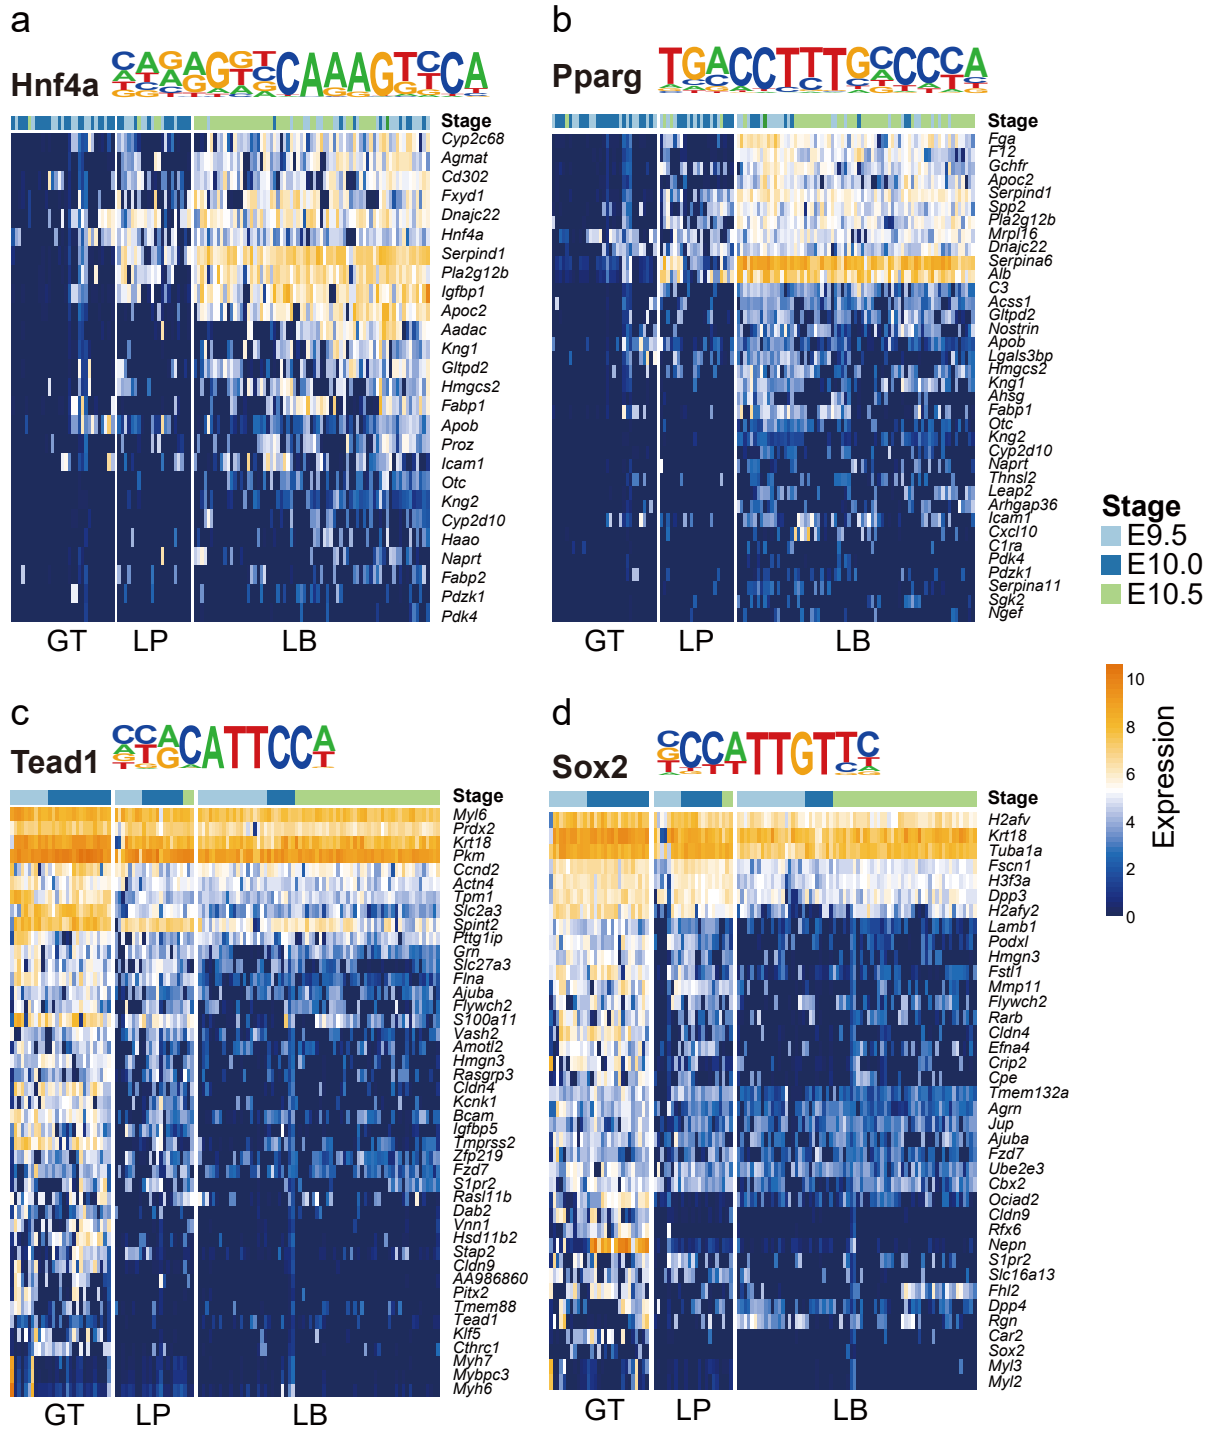 a
Hnf4a
Stage
Cyp2c68
Agmat
Cd302
Fxyd1
Dnajc22
Hnf4a
Serpind1
Pla2g12b
Igfbp1
Apoc2
Aadac
Kng1
Gltpd2
Hmgcs2
Fabp1
Apob
Proz
Icam1
Otc
Kng2
Cyp2d10
Haao
Naprt
Fabp2
Pdzk1
Pdk4
GT LP LB
b
Pparg
Stage
Fga
F12
Gchfr
Apoc2
Serpind1
Spp2
Pla2g12b
Mrpl16
Dnajc22
Serpina6
Alb
C3
Acss1
Gltpd2
Nostrin
Apob
Lgals3bp
Hmgcs2
Kng1
Ahsg
Fabp1
Otc
Kng2
Cyp2d10
Naprt
Thnsl2
Leap2
Arhgap36
Icam1
Cxcl10
C1ra
Pdk4
Pdzk1
Serpina11
Sgk2
Ngef
GT LP LB
Stage
E9.5
E10.0
E10.5
10
8
6
4
2
0
Expression
c
Tead1
Stage
Myl6
Prdx2
Krt18
Pkm
Ccnd2
Actn4
Tpm1
Slc2a3
Spint2
Pttg1ip
Grn
Slc27a3
Flna
Ajuba
Flywch2
S100a11
Vash2
Amotl2
Hmgn3
Rasgrp3
Cldn4
Kcnk1
Bcam
Igfbp5
Tmprss2
Zfp219
Fzd7
S1pr2
Rasl11b
Dab2
Vnn1
Hsd11b2
Stap2
Cldn9
AA986860
Pitx2
Tmem88
Tead1
Klf5
Cthrc1
Myh7
Mybpc3
Myh6
GT LP LB
d
Sox2
Stage
H2afv
Krt18
Tuba1a
Fscn1
H3f3a
Dpp3
H2afy2
Lamb1
Podxl
Hmgn3
Fstl1
Mmp11
Flywch2
Rarb
Cldn4
Efna4
Crip2
Cpe
Tmem132a
Agrn
Jup
Ajuba
Fzd7
Ube2e3
Cbx2
Ociad2
Cldn9
Rfx6
Nepn
S1pr2
Slc16a13
Fhl2
Dpp4
Rgn
Car2
Sox2
Myl3
Myl2
GT LP LB